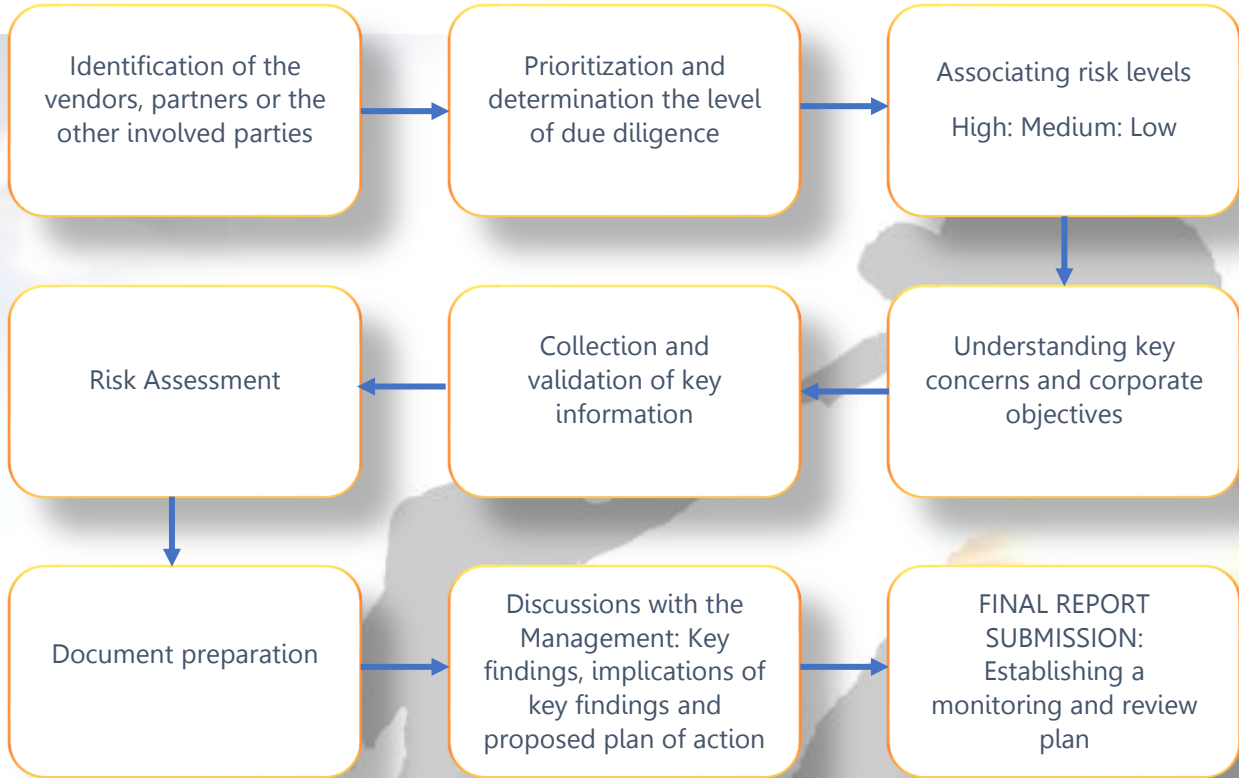 Identification of the
vendors, partners or the
other involved parties
Prioritization and
determination the level
of due diligence
Associating risk levels
High: Medium: Low
Understanding key
concerns and corporate
objectives
Collection and
validation of key
information
Risk Assessment
Document preparation
Discussions with the
Management: Key
findings, implications of
key findings and
proposed plan of action
FINAL REPORT
SUBMISSION:
Establishing a
monitoring and review
plan